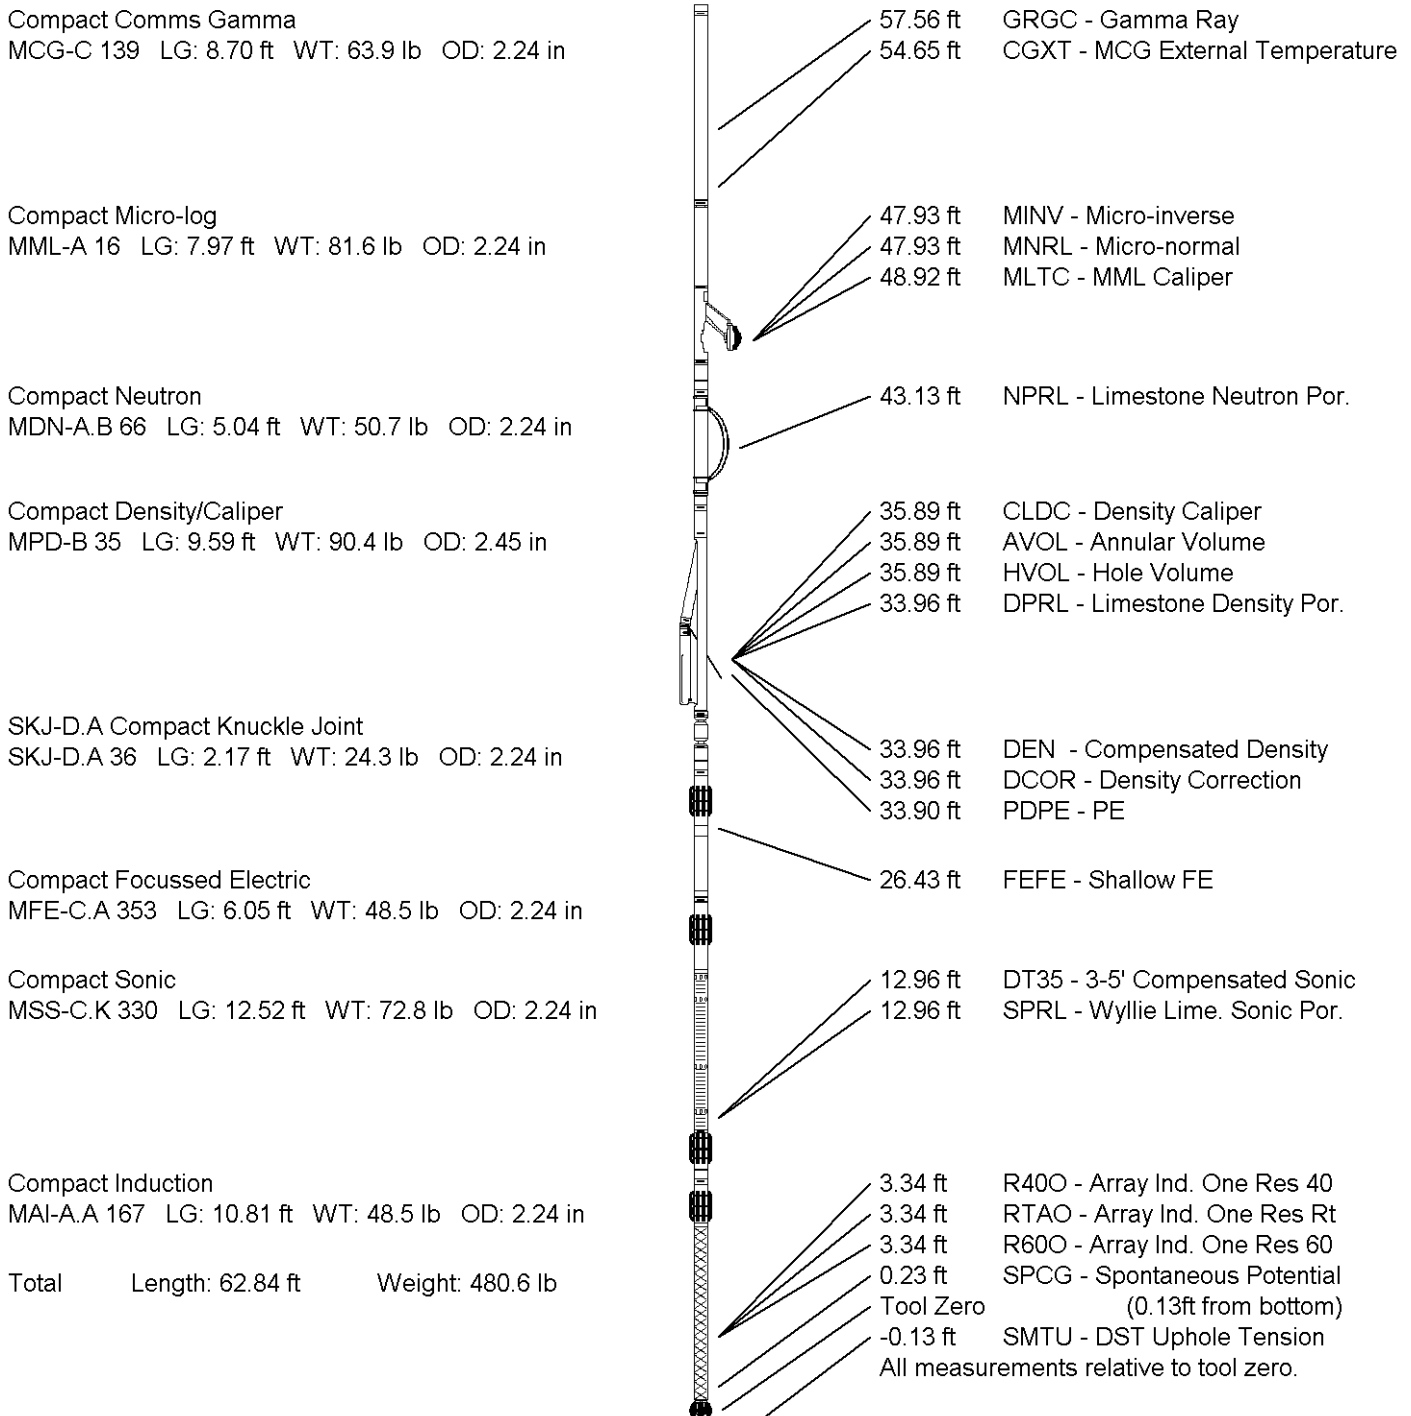 Compact Comms Gamma
MCG-C 139 LG: 8.70 ft WT: 63.9 lb OD: 2.24 in
57.56 ft GRGC - Gamma Ray
54.65 ft CGXT - MCG External Temperature
Compact Micro-log
MML-A 16 LG: 7.97 ft WT: 81.6 lb OD: 2.24 in
47.93 ft MINV - Micro-inverse
47.93 ft MNRL - Micro-normal
48.92 ft MLTC - MML Caliper
Compact Neutron
MDN-A.B 66 LG: 5.04 ft WT: 50.7 lb OD: 2.24 in
43.13 ft NPRL - Limestone Neutron Por.
Compact Density/Caliper
MPD-B 35 LG: 9.59 ft WT: 90.4 lb OD: 2.45 in
35.89 ft CLDC - Density Caliper
35.89 ft AVOL - Annular Volume
35.89 ft HVOL - Hole Volume
33.96 ft DPRL - Limestone Density Por.
SKJ-D.A Compact Knuckle Joint
SKJ-D.A 36 LG: 2.17 ft WT: 24.3 lb OD: 2.24 in
33.96 ft DEN - Compensated Density
33.96 ft DCOR - Density Correction
33.90 ft PDPE - PE
Compact Focussed Electric
MFE-C.A 353 LG: 6.05 ft WT: 48.5 lb OD: 2.24 in
26.43 ft FEFE - Shallow FE
Compact Sonic
MSS-C.K 330 LG: 12.52 ft WT: 72.8 lb OD: 2.24 in
12.96 ft DT35 - 3-5' Compensated Sonic
12.96 ft SPRL - Wyllie Lime. Sonic Por.
Compact Induction
MAI-A.A 167 LG: 10.81 ft WT: 48.5 lb OD: 2.24 in
3.34 ft R40O - Array Ind. One Res 40
3.34 ft RTAO - Array Ind. One Res Rt
3.34 ft R60O - Array Ind. One Res 60
0.23 ft SPCG - Spontaneous Potential
Total Length: 62.84 ft Weight: 480.6 lb
Tool Zero (0.13ft from bottom)
-0.13 ft SMTU - DST Uphole Tension
All measurements relative to tool zero.